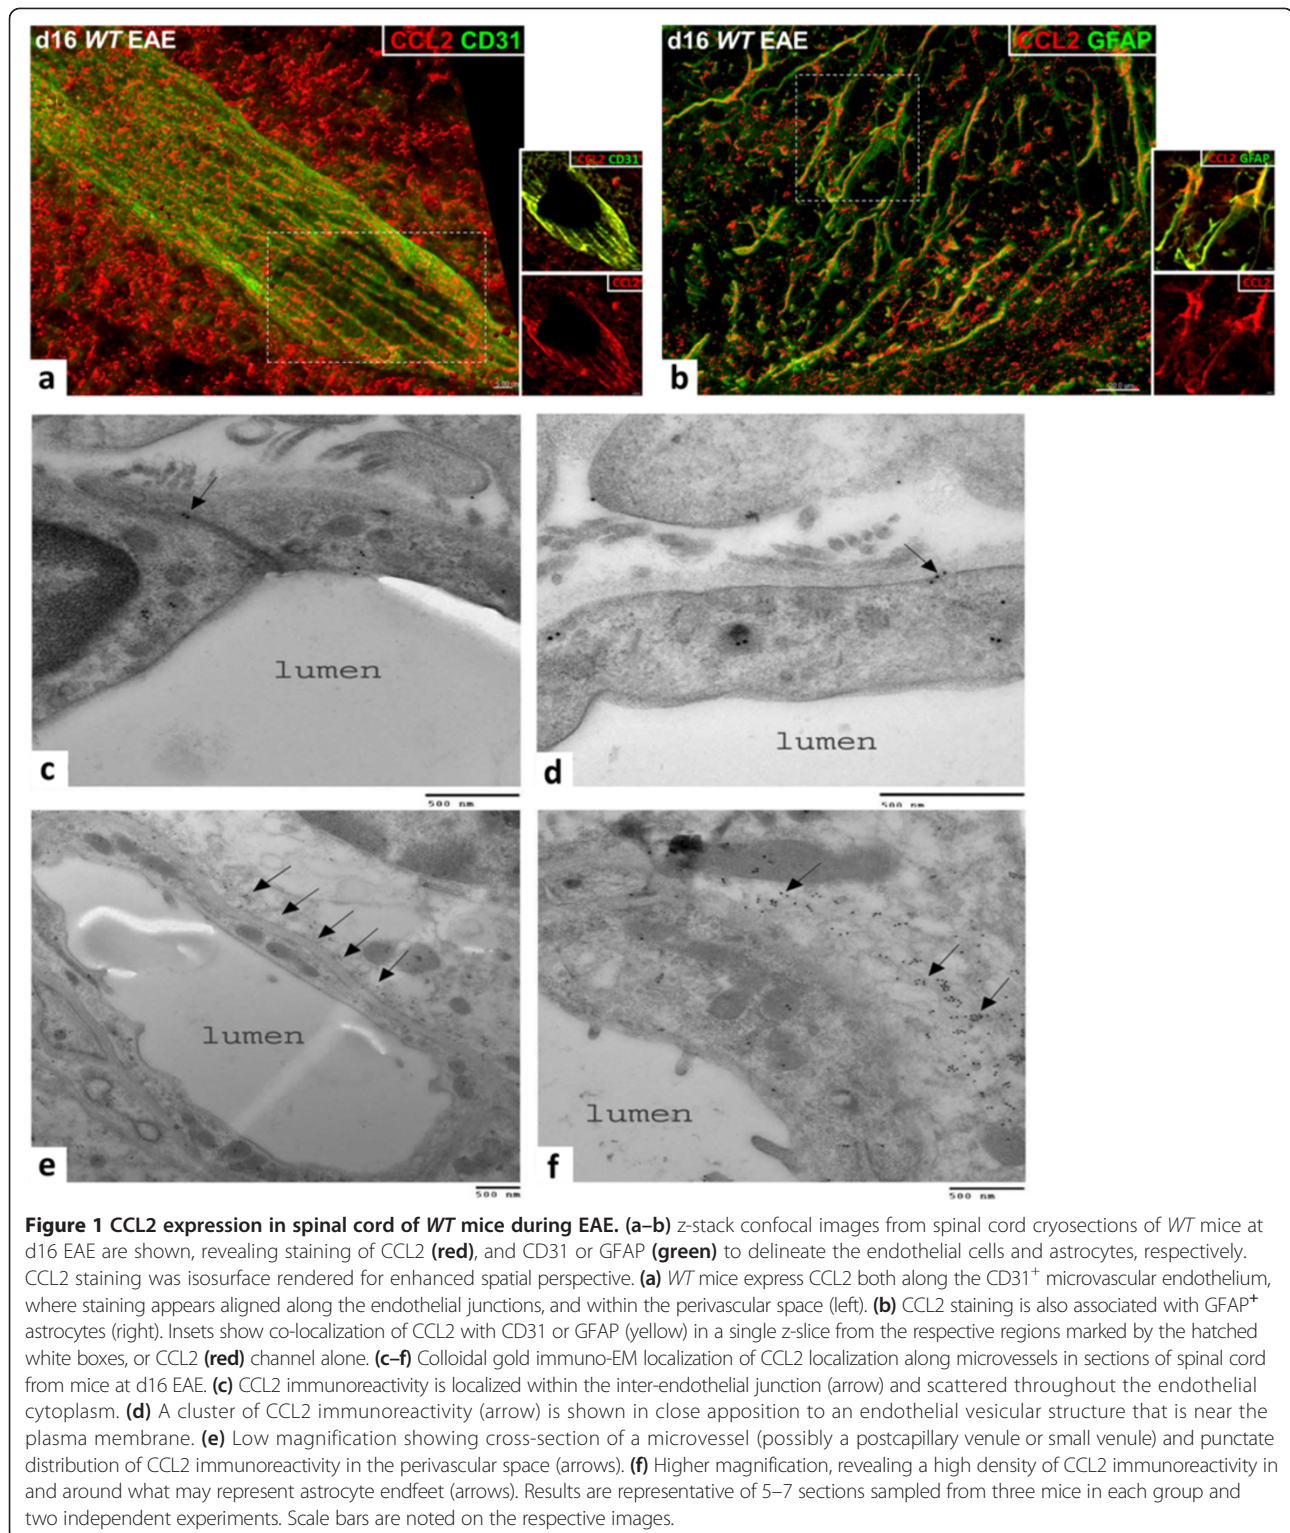 d16 WT EAE
CCL2 CD31
CCL2 CD31
CCL2
a
d16 WT EAE
CCL2 GFAP
CCL2 GFAP
CCL2
b
lumen
c
500 nm
lumen
d
500 nm
lumen
e
500 nm
lumen
f
500 nm
Figure 1 CCL2 expression in spinal cord of WT mice during EAE. (a–b) z-stack confocal images from spinal cord cryosections of WT mice at
d16 EAE are shown, revealing staining of CCL2 (red), and CD31 or GFAP (green) to delineate the endothelial cells and astrocytes, respectively.
CCL2 staining was isosurface rendered for enhanced spatial perspective. (a) WT mice express CCL2 both along the CD31⁺ microvascular endothelium,
where staining appears aligned along the endothelial junctions, and within the perivascular space (left). (b) CCL2 staining is also associated with GFAP⁺
astrocytes (right). Insets show co-localization of CCL2 with CD31 or GFAP (yellow) in a single z-slice from the respective regions marked by the hatched
white boxes, or CCL2 (red) channel alone. (c–f) Colloidal gold immuno-EM localization of CCL2 localization along microvessels in sections of spinal cord
from mice at d16 EAE. (c) CCL2 immunoreactivity is localized within the inter-endothelial junction (arrow) and scattered throughout the endothelial
cytoplasm. (d) A cluster of CCL2 immunoreactivity (arrow) is shown in close apposition to an endothelial vesicular structure that is near the
plasma membrane. (e) Low magnification showing cross-section of a microvessel (possibly a postcapillary venule or small venule) and punctate
distribution of CCL2 immunoreactivity in the perivascular space (arrows). (f) Higher magnification, revealing a high density of CCL2 immunoreactivity in
and around what may represent astrocyte endfeet (arrows). Results are representative of 5–7 sections sampled from three mice in each group and
two independent experiments. Scale bars are noted on the respective images.